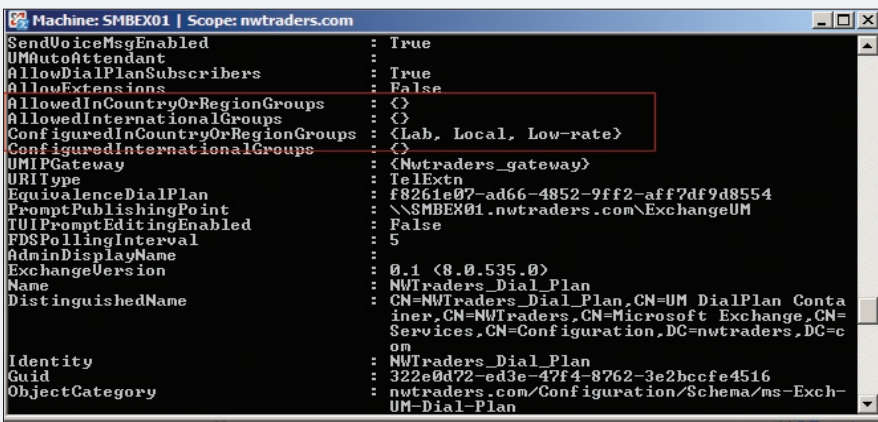 Machine: SMBEX01 | Scope: nwtraders.com
SendVoiceMsgEnabled : True
UMAutoAttendant :
AllowDialPlanSubscribers : True
AllowExtensions : False
AllowedInCountryOrRegionGroups : {}
AllowedInternationalGroups : {}
ConfiguredInCountryOrRegionGroups : {Lab, Local, Low-rate}
ConfiguredInternationalGroups : {}
UMIPGateway : {Nwtraders_gateway}
URIType : TelExtn
EquivalenceDialPlan : f8261e07-ad66-4852-9ff2-aff7df9d8554
PromptPublishingPoint : \\SMBEX01.nwtraders.com\ExchangeUM
TUIPromptEditingEnabled : False
FDSPollingInterval : 5
AdminDisplayName :
ExchangeVersion : 0.1 (8.0.535.0)
Name : NWTraders_Dial_Plan
DistinguishedName : CN=NWTraders_Dial_Plan,CN=UM DialPlan Conta
iner,CN=NWTraders,CN=Microsoft Exchange,CN=
Services,CN=Configuration,DC=nwtraders,DC=c
om
Identity : NWTraders_Dial_Plan
Guid : 322e0d72-ed3e-47f4-8762-3e2bccfe4516
ObjectCategory : nwtraders.com/Configuration/Schema/ms-Exch-
UM-Dial-Plan